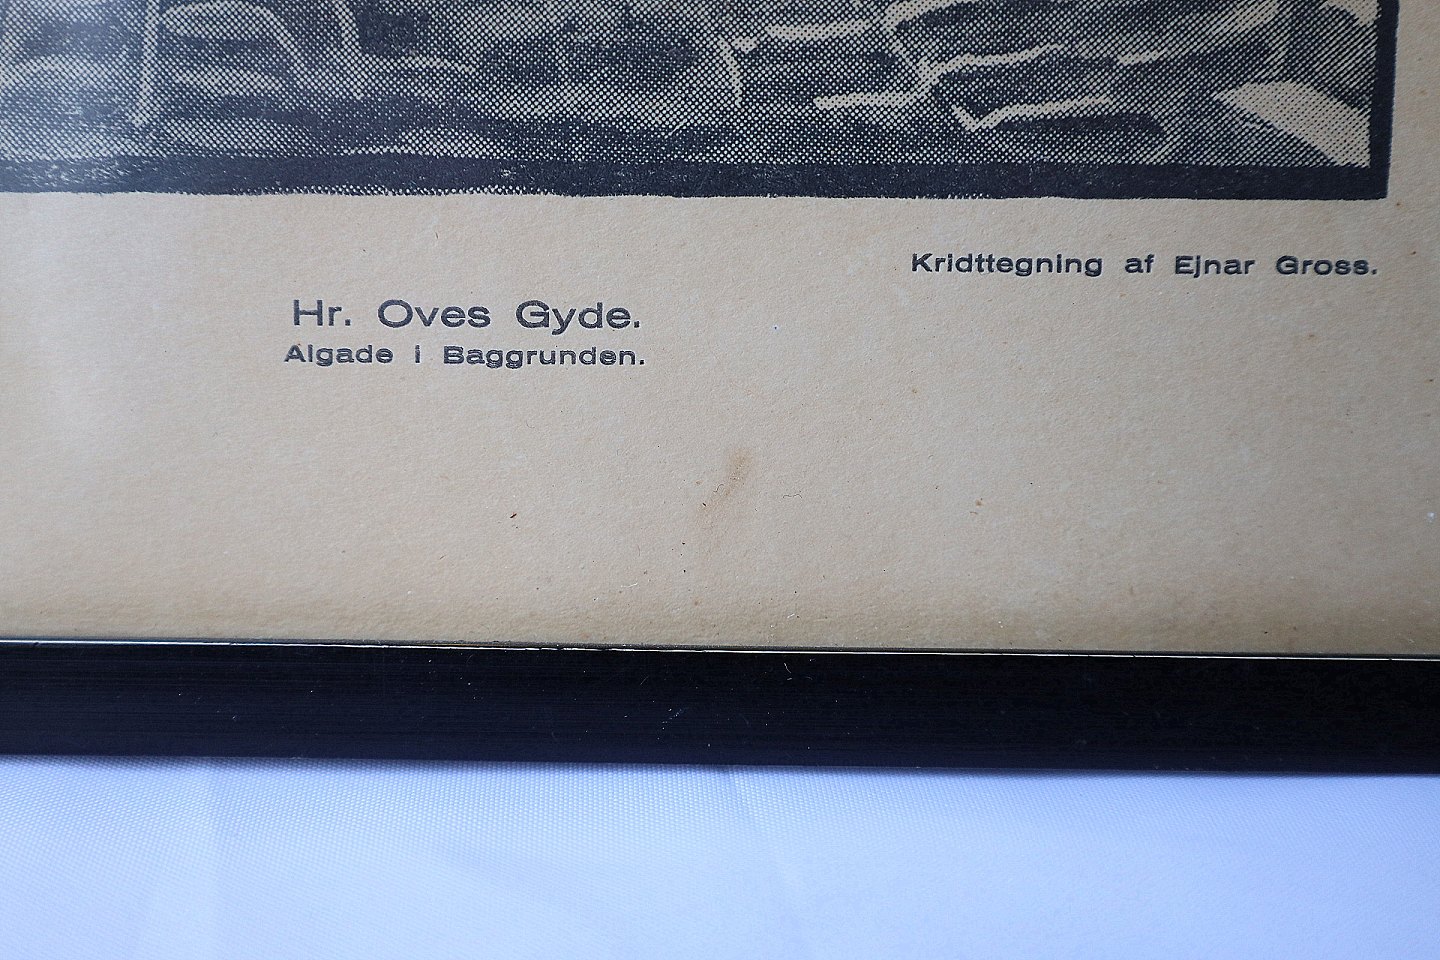 Kridttegning af Ejnar Gross.
Hr. Oves Gyde.
Algade i Baggrunden.